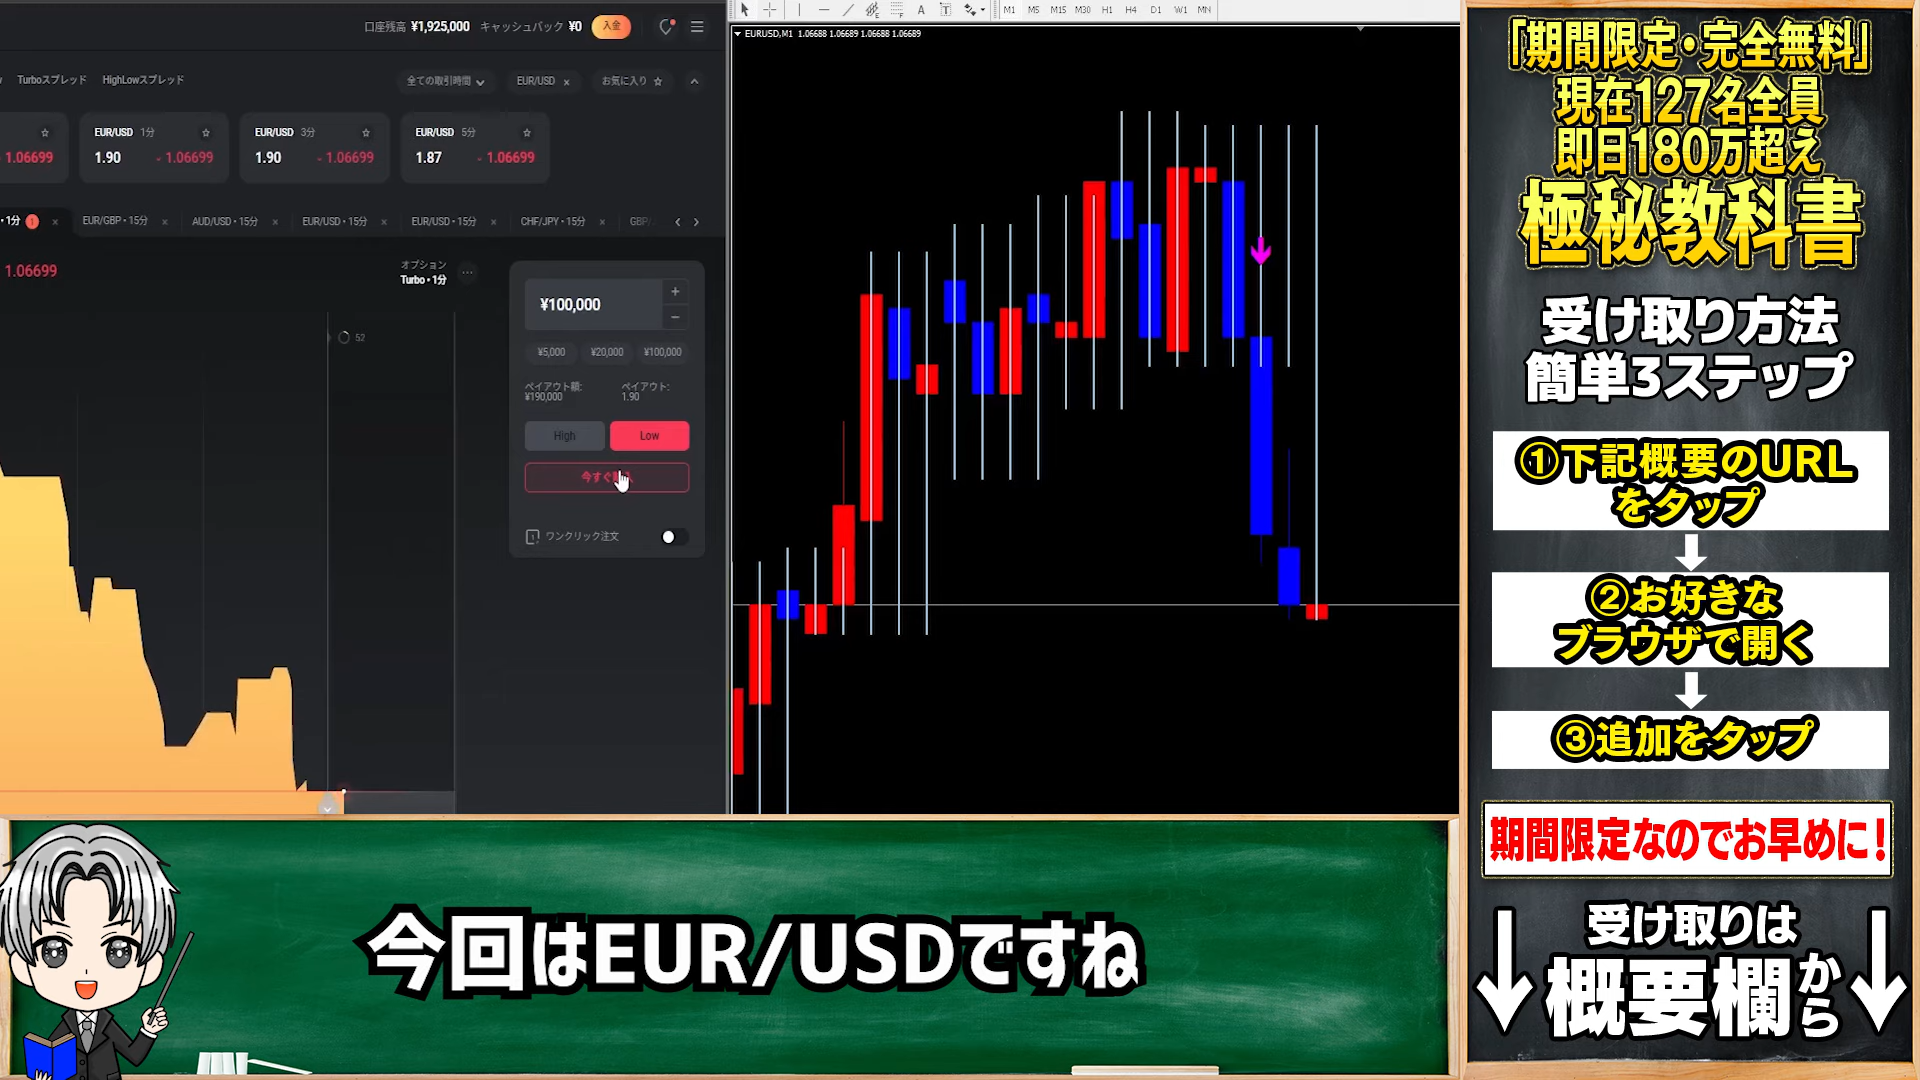 口座残高 ¥1,925,000 キャッシュバック ¥0 入金
Turboスプレッド HighLowスプレッド 全ての取引時間 EUR/USD × お気に入り
EUR/USD 1分 EUR/USD 3分 EUR/USD 5分
1.06699 1.90 - 1.06699 1.90 - 1.06699 1.87 - 1.06699
・1分 1 × EUR/GBP・15分 × AUD/USD・15分 × EUR/USD・15分 × EUR/USD・15分 × CHF/JPY・15分 × GBP/
1.06699
オプション
Turbo・1分
52
¥100,000
+
−
¥5,000 ¥20,000 ¥100,000
ペイアウト額: ペイアウト:
¥190,000 1.90
High Low
今すぐ
ワンクリック注文
A T M1 M5 M15 M30 H1 H4 D1 W1 MN
EURUSD,M1 1.06688 1.06689 1.06688 1.06689
「期間限定・完全無料」
現在127名全員
即日180万超え
極秘教科書
受け取り方法
簡単3ステップ
①下記概要のURL
をタップ
②お好きな
ブラウザで開く
③追加をタップ
期間限定なのでお早めに!
受け取りは
概要欄から
今回はEUR/USDですね